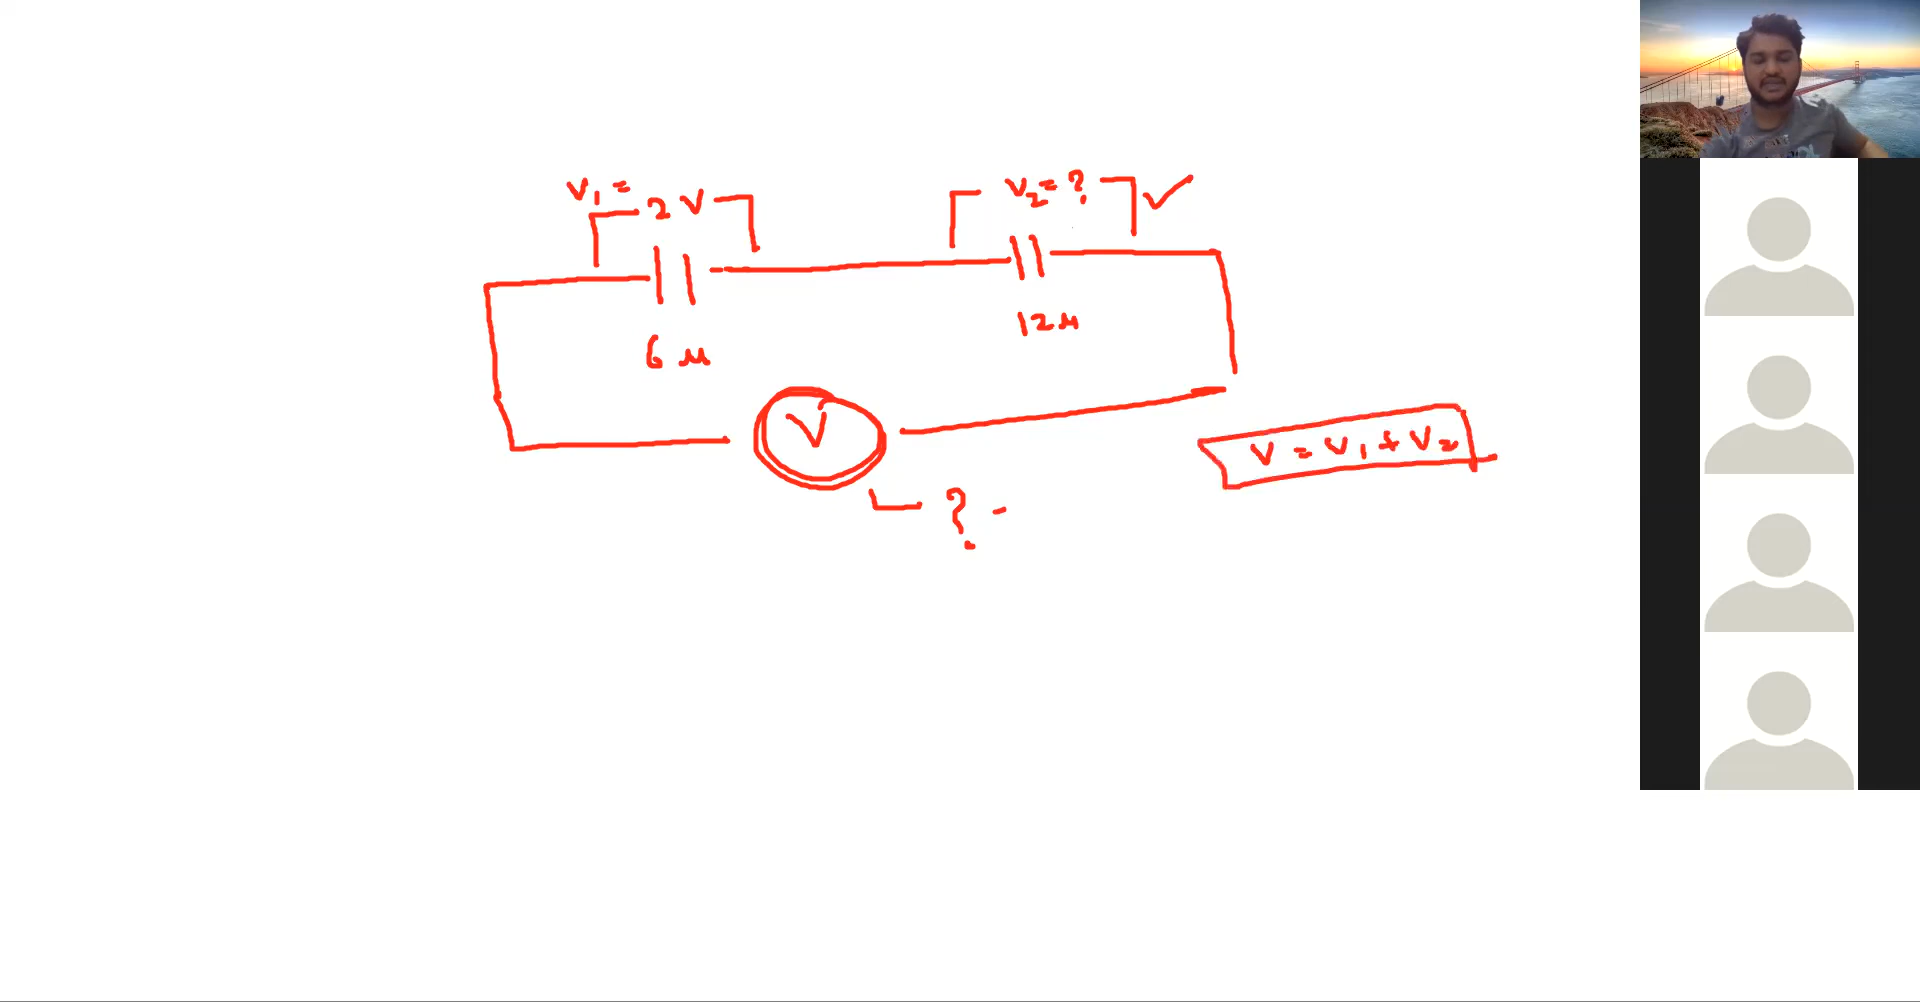 V₁ =
2 V
V₂ = ?
6 μ
12 μ
V
V = V₁ + V₂
? -